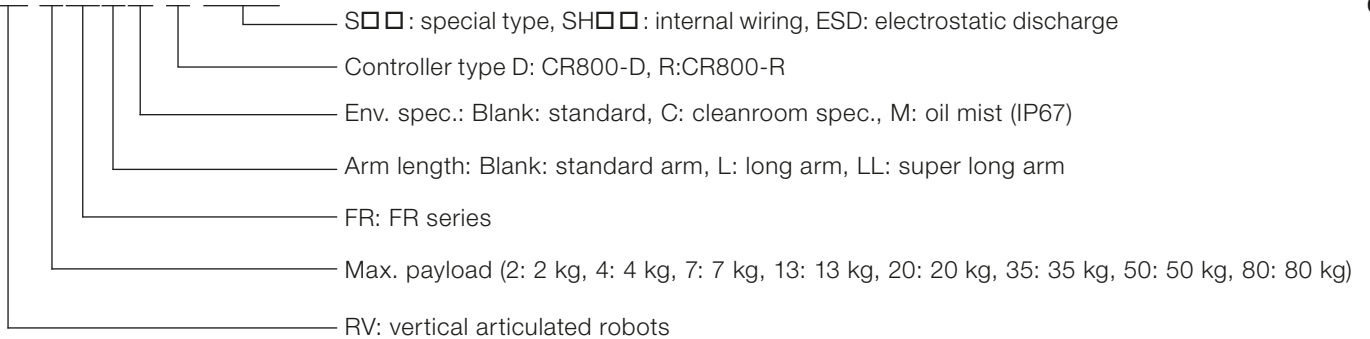 S□□: special type, SH□□: internal wiring, ESD: electrostatic discharge
Controller type D: CR800-D, R:CR800-R
Env. spec.: Blank: standard, C: cleanroom spec., M: oil mist (IP67)
Arm length: Blank: standard arm, L: long arm, LL: super long arm
FR: FR series
Max. payload (2: 2 kg, 4: 4 kg, 7: 7 kg, 13: 13 kg, 20: 20 kg, 35: 35 kg, 50: 50 kg, 80: 80 kg)
RV: vertical articulated robots